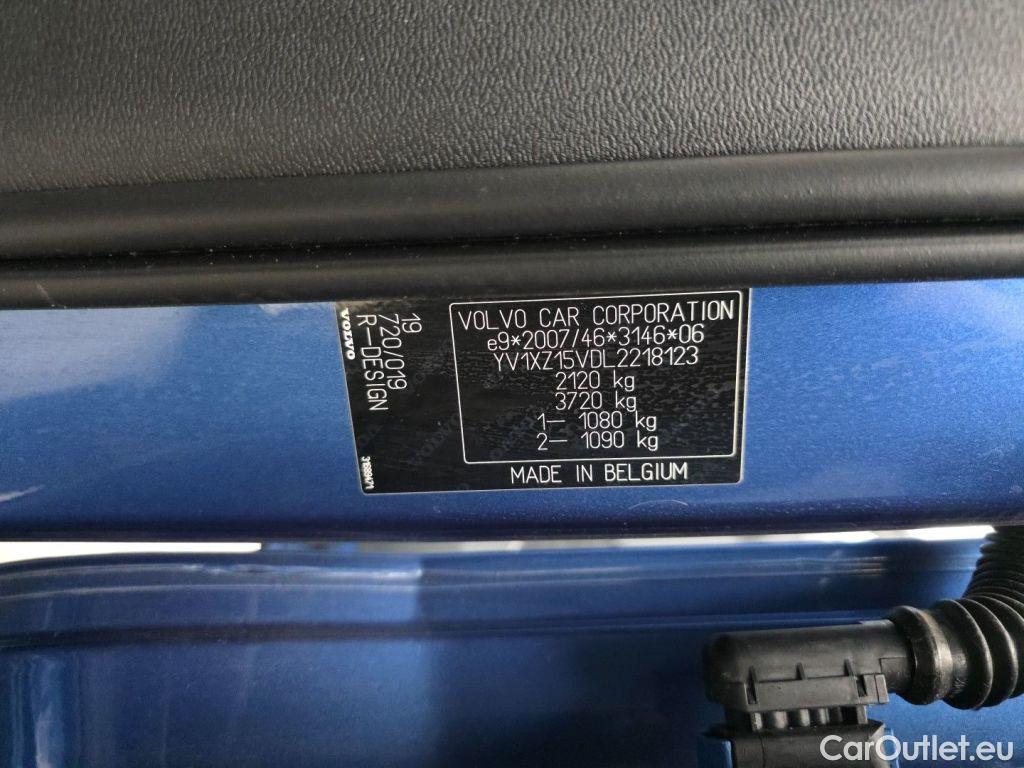 VOLVO
19
720/019
R-DESIGN
VOLVO CAR CORPORATION
e9*2007/46*3146*06
YV1XZ15VDL2218123
2120 kg
3720 kg
1- 1080 kg
2- 1090 kg
MADE IN BELGIUM
CarOutlet.eu